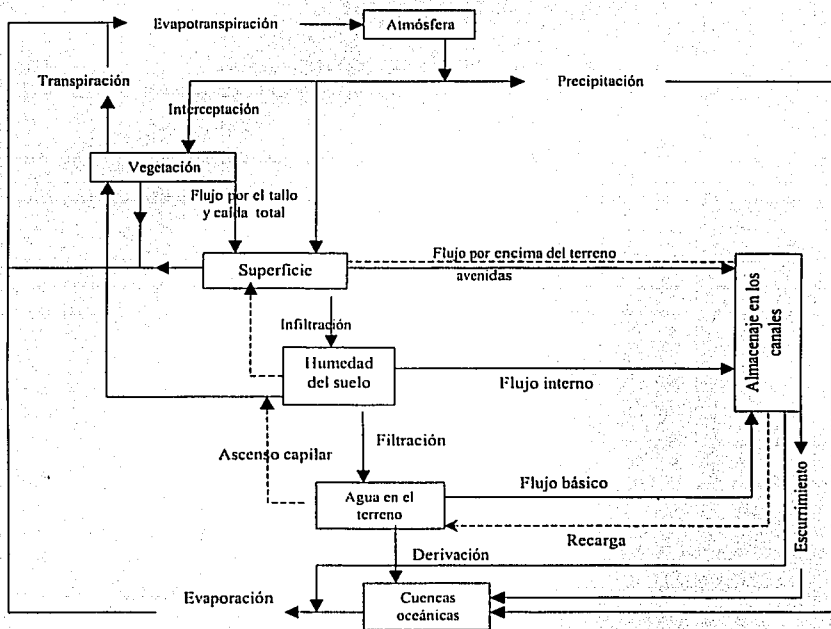 Evapotranspiración
Atmósfera
Transpiración
Precipitación
Interceptación
Vegetación
Flujo por el tallo
y caída total
Flujo por encima del terreno
Superficie
avenidas
Almacenaje en los
canales
Infiltración
Humedad
del suelo
Flujo interno
Filtración
Ascenso capilar
Flujo básico
Escurrimiento
Agua en el
terreno
Recarga
Derivación
Evaporación
Cuencas
oceánicas